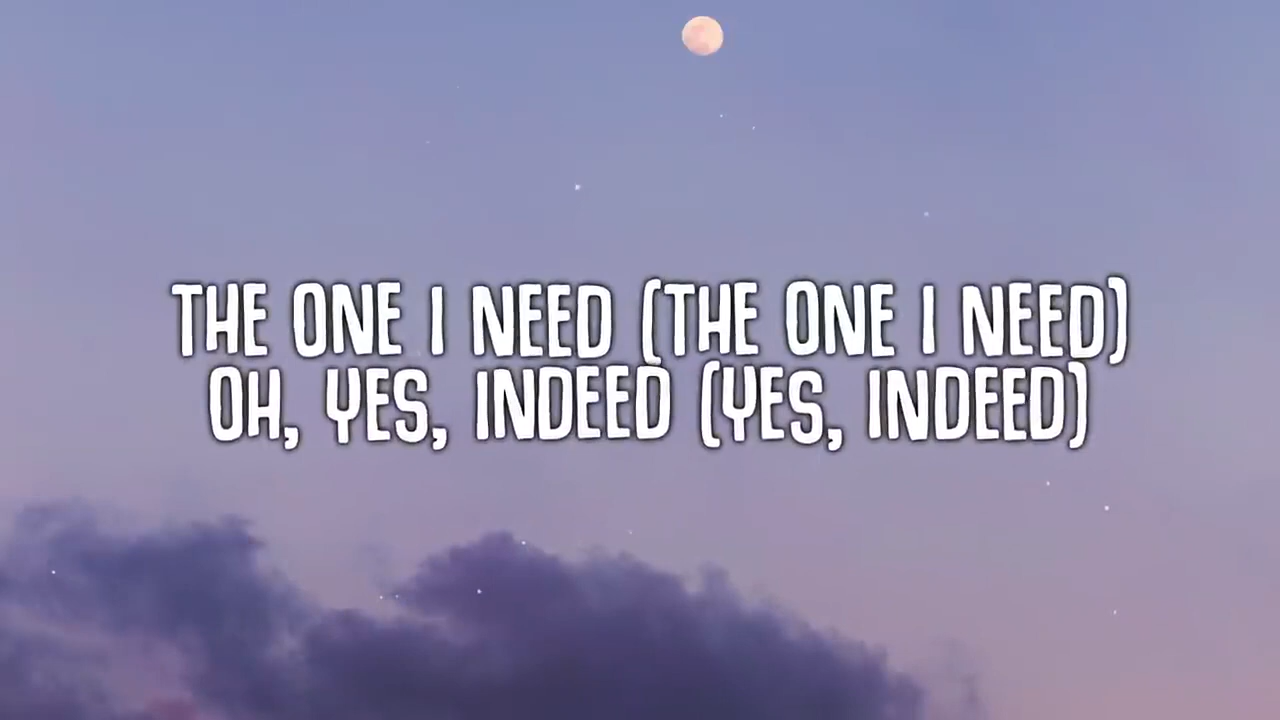 THE ONE I NEED (THE ONE I NEED)
OH, YES, INDEED (YES, INDEED)